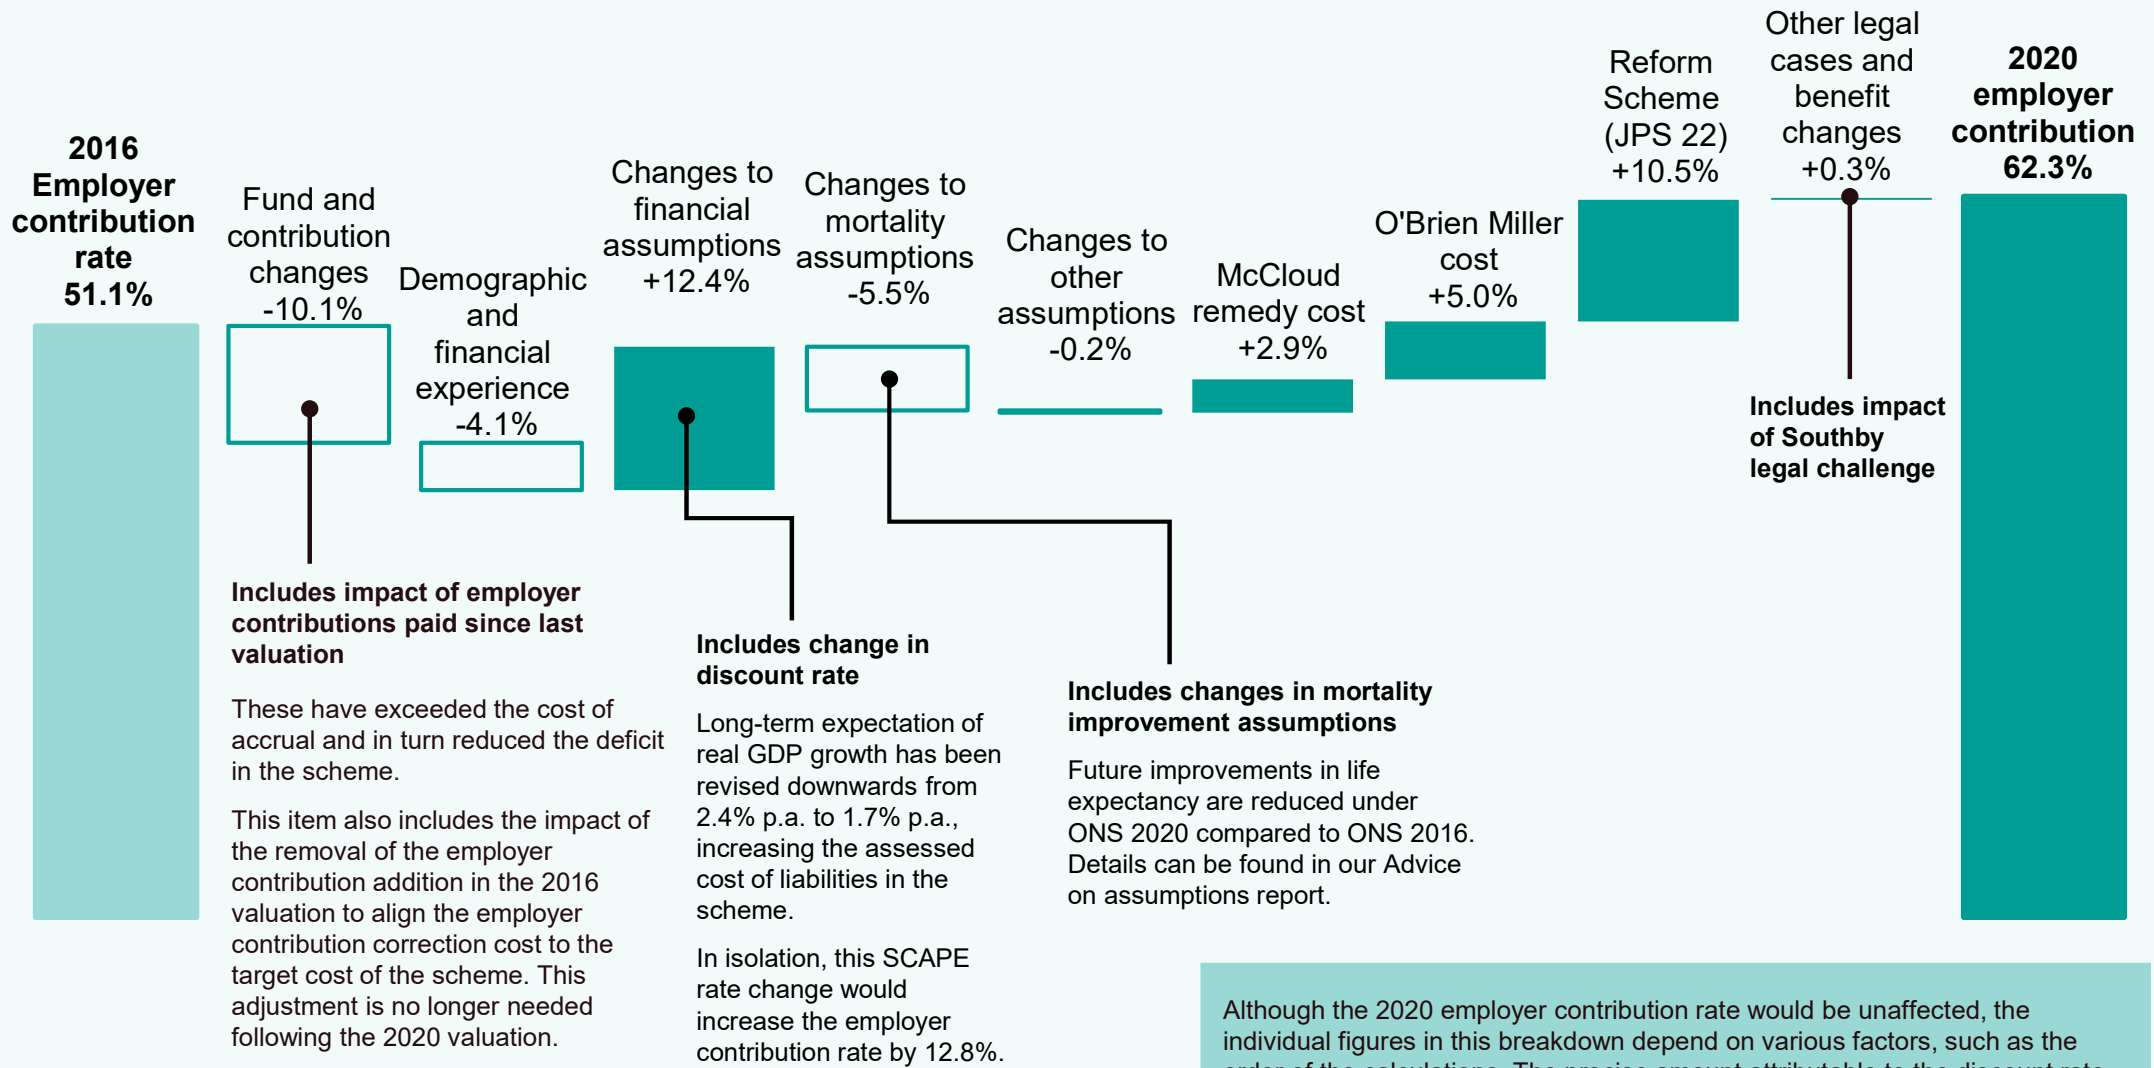 2016
Employer
contribution
rate
51.1%
Fund and
contribution
changes
-10.1%
Demographic
and
financial
experience
-4.1%
Changes to
financial
assumptions
+12.4%
Changes to
mortality
assumptions
-5.5%
Changes to
other
assumptions
-0.2%
McCloud
remedy cost
+2.9%
O'Brien Miller
cost
+5.0%
Reform
Scheme
(JPS 22)
+10.5%
Other legal
cases and
benefit
changes
+0.3%
2020
employer
contribution
62.3%
Includes impact of employer
contributions paid since last
valuation
These have exceeded the cost of
accrual and in turn reduced the deficit
in the scheme.
This item also includes the impact of
the removal of the employer
contribution addition in the 2016
valuation to align the employer
contribution correction cost to the
target cost of the scheme. This
adjustment is no longer needed
following the 2020 valuation.
Includes change in
discount rate
Long-term expectation of
real GDP growth has been
revised downwards from
2.4% p.a. to 1.7% p.a.,
increasing the assessed
cost of liabilities in the
scheme.
In isolation, this SCAPE
rate change would
increase the employer
contribution rate by 12.8%.
Includes changes in mortality
improvement assumptions
Future improvements in life
expectancy are reduced under
ONS 2020 compared to ONS 2016.
Details can be found in our Advice
on assumptions report.
Includes impact
of Southby
legal challenge
Although the 2020 employer contribution rate would be unaffected, the
individual figures in this breakdown depend on various factors, such as the
order of the calculations. The precise amount attributable to the discount rate